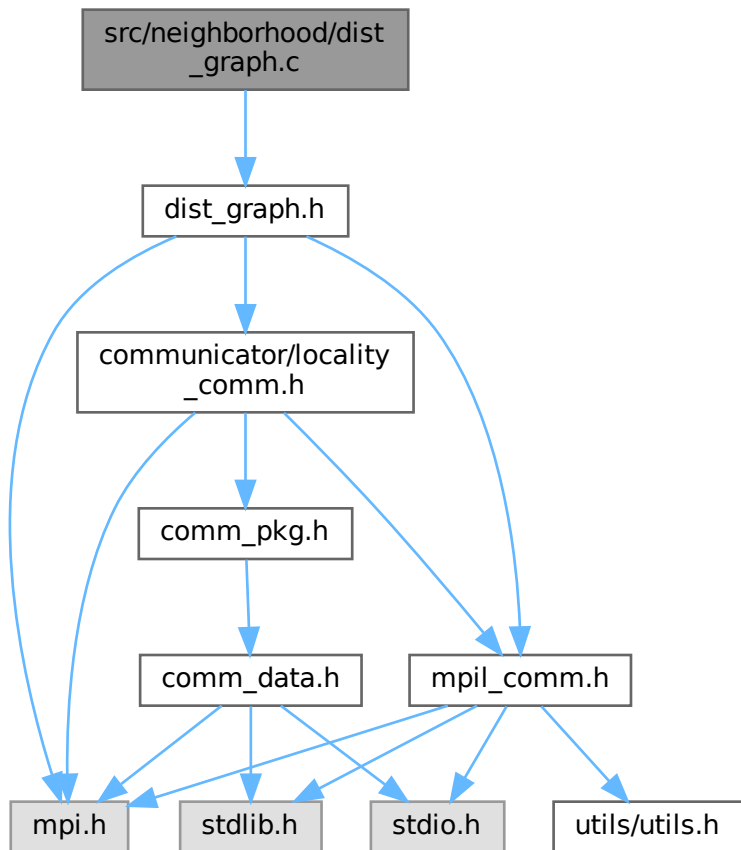 src/neighborhood/dist
_graph.c
dist_graph.h
communicator/locality
_comm.h
comm_pkg.h
comm_data.h
mpil_comm.h
mpi.h
stdlib.h
stdio.h
utils/utils.h